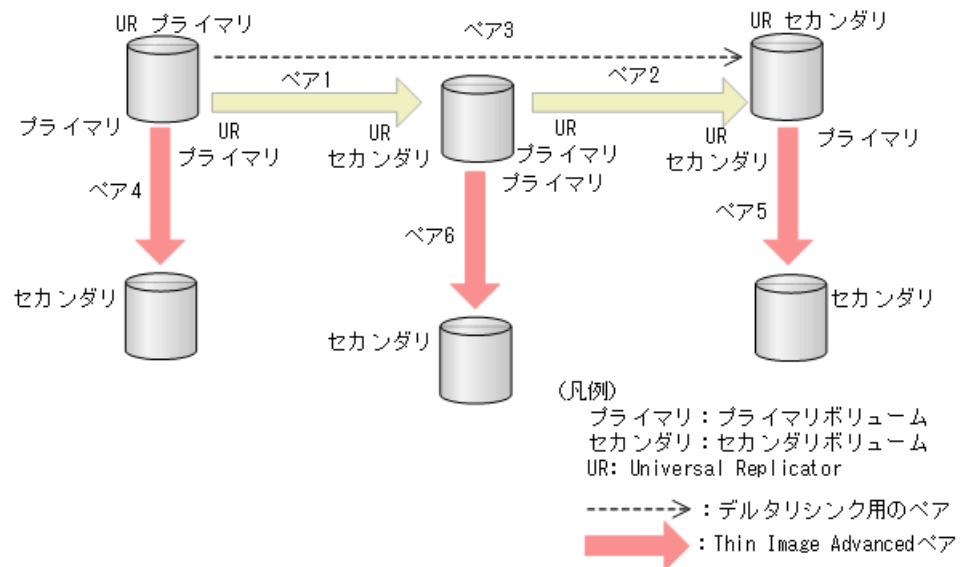 UR プライマリ
ペア3
UR セカンダリ
ペア1
ペア2
プライマリ
UR
プライマリ
UR
セカンダリ
プライマリ
プライマリ
UR
プライマリ
UR
セカンダリ
プライマリ
ペア4
ペア6
ペア5
セカンダリ
セカンダリ
セカンダリ
(凡例)
プライマリ：プライマリボリューム
セカンダリ：セカンダリボリューム
UR: Universal Replicator
：デルタリシンク用のペア
：Thin Image Advancedペア